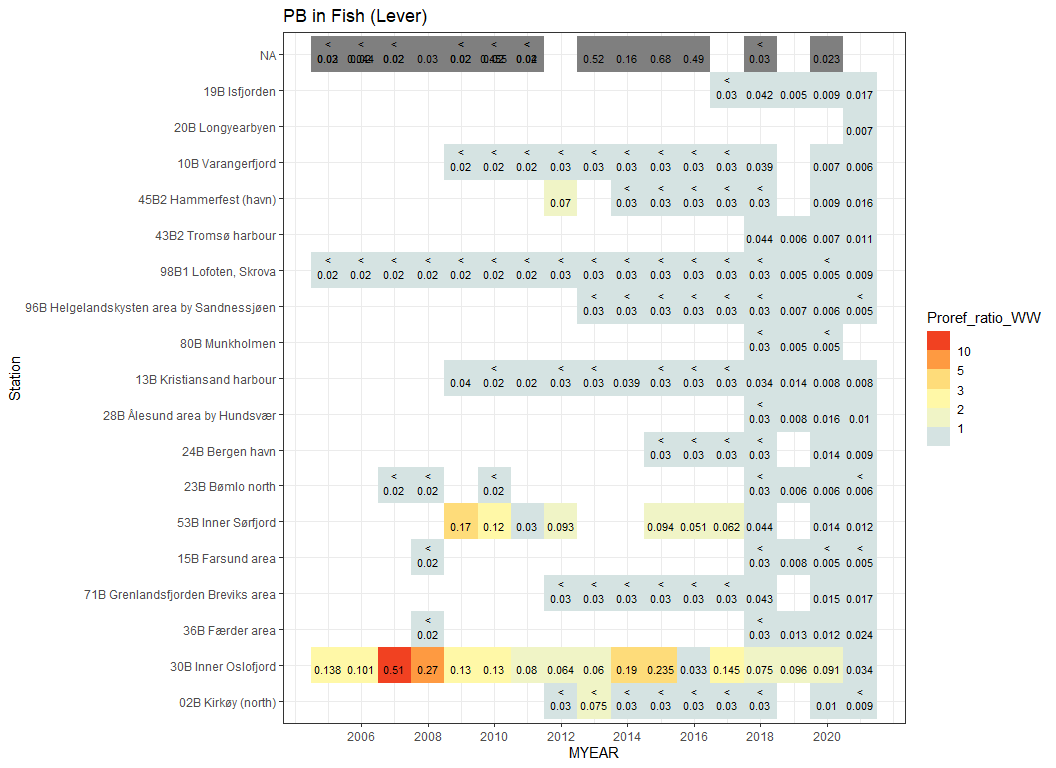 PB in Fish (Lever)
NA
< < < < < <
0.02 0.03 0.02 0.02 0.52 0.16 0.68 0.49 0.03 0.023
19B Isfjorden
<
0.03 0.042 0.005 0.009 0.017
20B Longyearbyen
0.007
10B Varangerfjord
< < < < < < < < <
0.02 0.02 0.02 0.03 0.03 0.03 0.03 0.03 0.03 0.039 0.007 0.006
45B2 Hammerfest (havn)
< < < < <
0.07 0.03 0.03 0.03 0.03 0.03 0.009 0.016
43B2 Tromsø harbour
0.044 0.006 0.007 0.011
98B1 Lofoten, Skrova
< < < < < < < < < < < < < < <
0.02 0.02 0.02 0.02 0.02 0.02 0.02 0.03 0.03 0.03 0.03 0.03 0.03 0.03 0.005 0.005 0.009
96B Helgelandskysten area by Sandnessjøen
< < < < < < <
0.03 0.03 0.03 0.03 0.03 0.03 0.007 0.006 0.005
80B Munkholmen
< <
0.03 0.005 0.005
13B Kristiansand harbour
< < < < < <
0.04 0.02 0.02 0.03 0.03 0.039 0.03 0.03 0.03 0.034 0.014 0.008 0.008
28B Ålesund area by Hundsvær
<
0.03 0.008 0.016 0.01
24B Bergen havn
< < < <
0.03 0.03 0.03 0.03 0.014 0.009
23B Bømlo north
< < < < <
0.02 0.02 0.02 0.03 0.006 0.006 0.006
53B Inner Sørfjord
0.17 0.12 0.03 0.093 0.094 0.051 0.062 0.044 0.014 0.012
15B Farsund area
< < < <
0.02 0.03 0.008 0.005 0.005
71B Grenlandsfjorden Breviks area
< < < < < <
0.03 0.03 0.03 0.03 0.03 0.03 0.043 0.015 0.017
36B Færder area
< <
0.02 0.03 0.013 0.012 0.024
30B Inner Oslofjord
0.138 0.101 0.51 0.27 0.13 0.13 0.08 0.064 0.06 0.19 0.235 0.033 0.145 0.075 0.096 0.091 0.034
02B Kirkøy (north)
< < < < < < < <
0.03 0.075 0.03 0.03 0.03 0.03 0.03 0.01 0.009
2006 2008 2010 2012 2014 2016 2018 2020
MYEAR
Station
Proref_ratio_WW
10
5
3
2
1